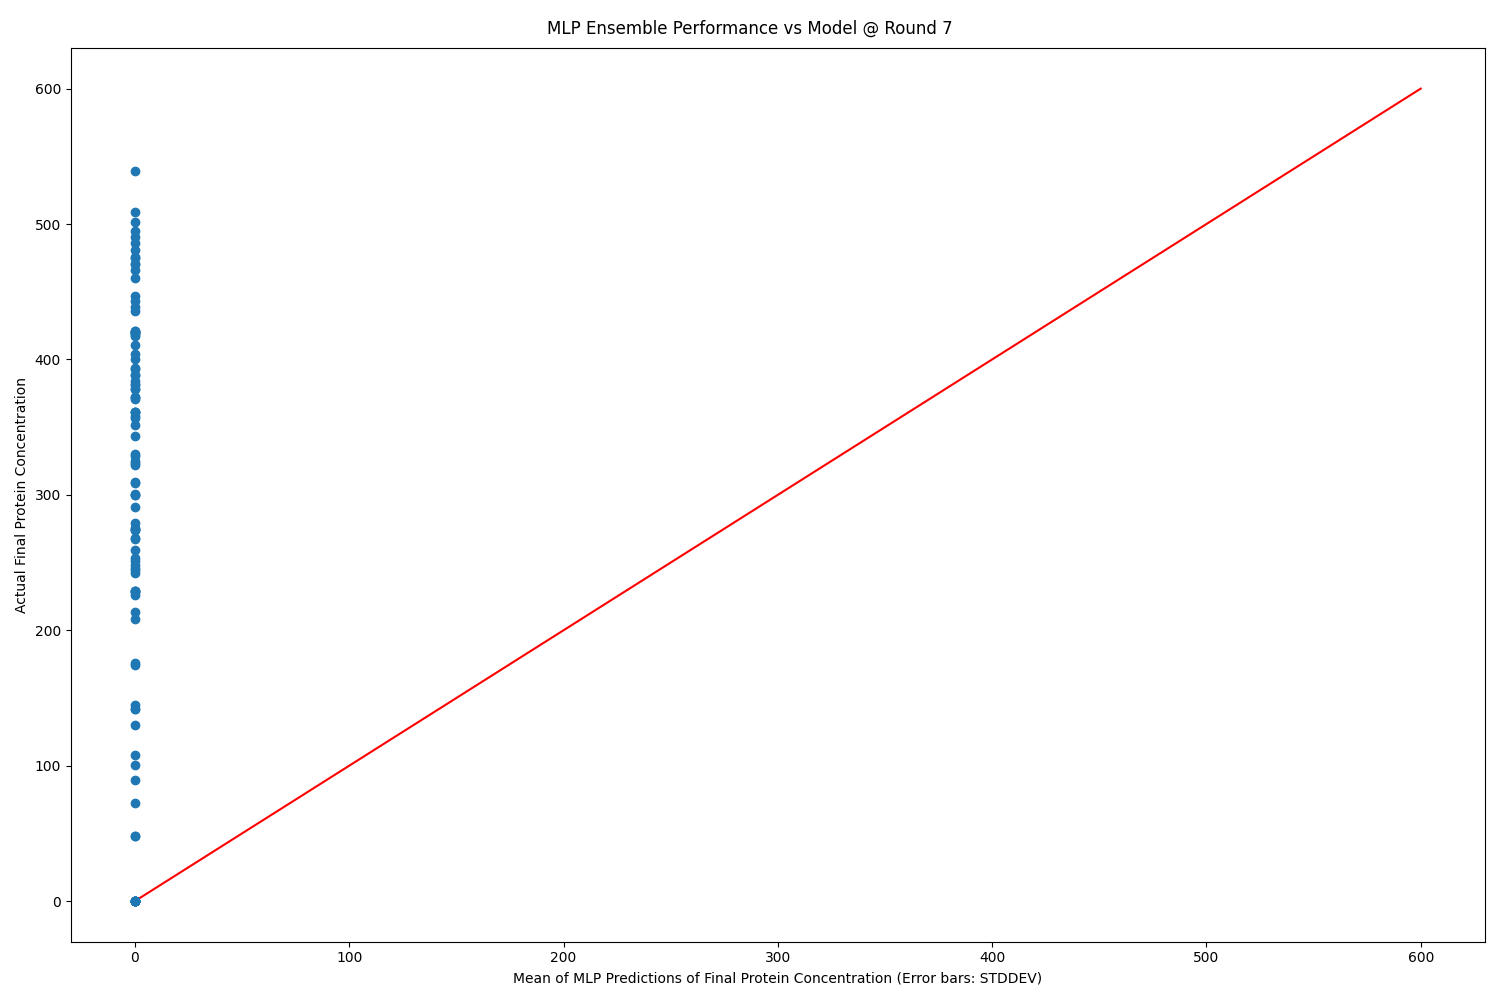 MLP Ensemble Performance vs Model @ Round 7
600
500
400
300
200
100
0
Actual Final Protein Concentration
0 100 200 300 400 500 600
Mean of MLP Predictions of Final Protein Concentration (Error bars: STDDEV)